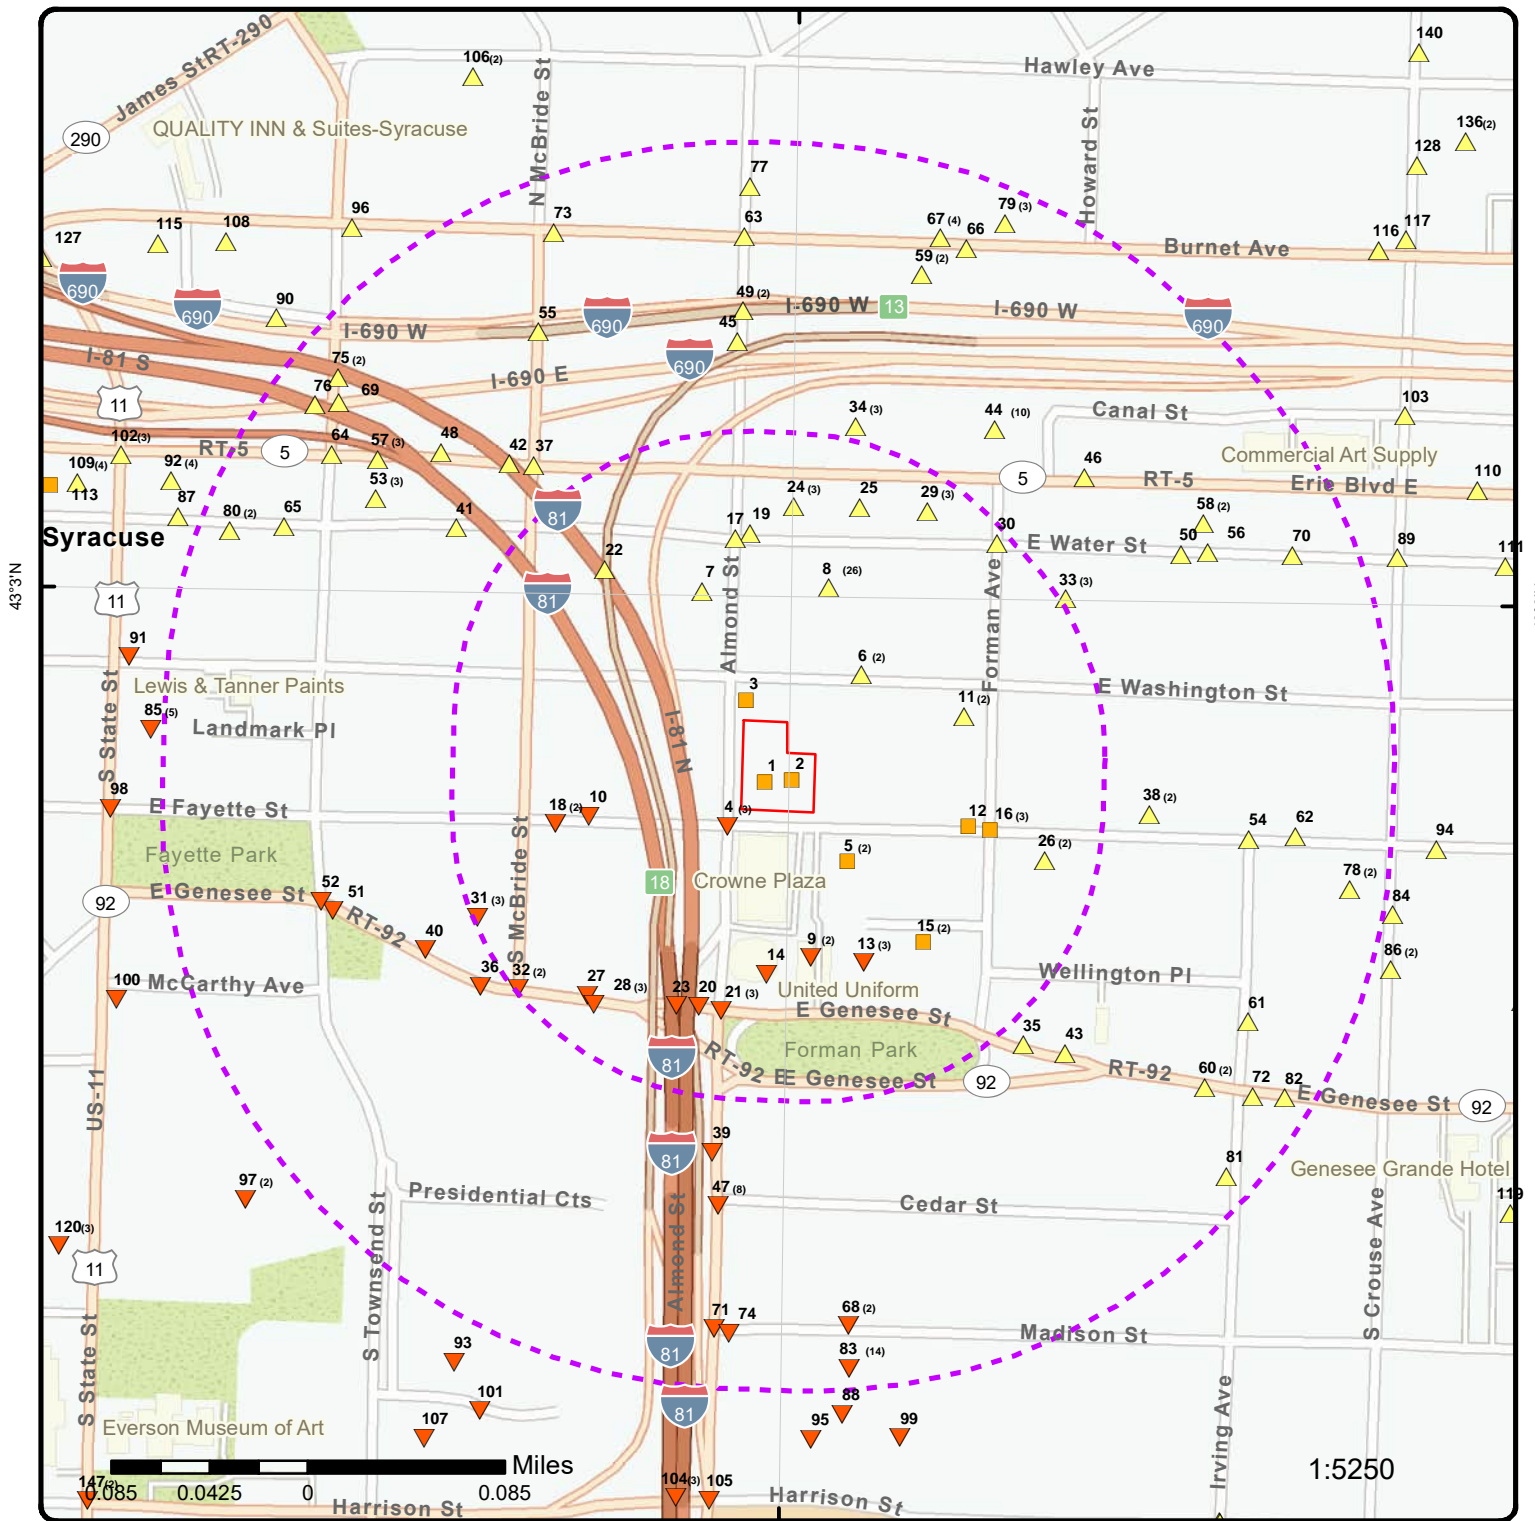 140
106 (2)
James St
RT-290
Hawley Ave
136 (2)
QUALITY INN & Suites-Syracuse
290
128
N McBride St
Howard St
77
79 (3)
96
73
63
67 (4)
66
117
116
115
108
127
Burnet Ave
59 (2)
690
690
690
690
690
49 (2)
I-690 W
13
I-690 W
90
55
I-690 W
45
I-81 S
75 (2)
I-690 E
76
69
11
103
34 (3)
44 (10)
Canal St
102 (3)
RT-5
5
64
57 (3)
48
42
37
Commercial Art Supply
109 (4)
92 (4)
46
5
RT-5
Erie Blvd E
110
113
53 (3)
87
80 (2)
65
41
81
24 (3)
25
29 (3)
58 (2)
Syracuse
17
19
30
E Water St
50
56
70
89
111
22
43°3'N
11
81
7
8 (26)
33 (3)
Almond St
Forman Ave
91
6 (2)
S State St
Lewis & Tanner Paints
E Washington St
3
85 (5)
Landmark Pl
I-81 N
11 (2)
1
2
98
E Fayette St
18 (2)
10
4 (3)
12
16 (3)
38 (2)
54
62
94
Fayette Park
S McBride St
5 (2)
26 (2)
18
Crowne Plaza
78 (2)
92
E Genesee St
52
51
RT-92
31 (3)
84
15 (2)
40
9 (2)
13 (3)
14
86 (2)
36
32 (2)
27
28 (3)
23
20
21 (3)
United Uniform
Wellington Pl
100
McCarthy Ave
E Genesee St
61
35
43
81
RT-92 E
Forman Park
E Genesee St
92
RT-92
60 (2)
72
82
E Genesee St
92
US-11
39
81
Genesee Grande Hotel
81
97 (2)
Presidential Cts
47 (8)
Cedar St
119
120 (3)
11
S Townsend St
Almond St
S Crouse Ave
71
74
68 (2)
Madison St
81
93
83 (14)
S State St
101
81
88
Irving Ave
Everson Museum of Art
107
95
99
Miles
1:5250
147 (2)
0.085
0.0425
0
0.085
104 (3)
105
Harrison St
Harrison St